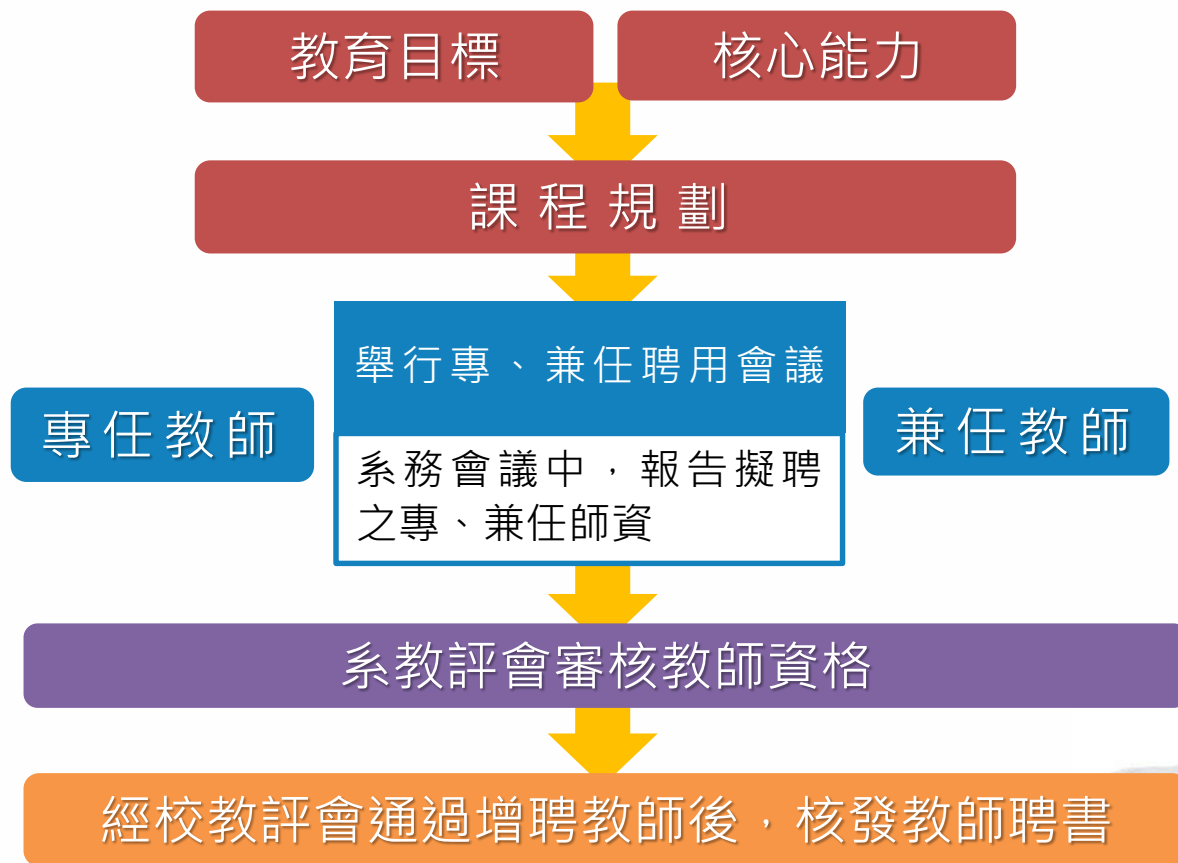 教育目標
核心能力
課程規劃
舉行專、兼任聘用會議
專任教師
兼任教師
系務會議中，報告擬聘
之專、兼任師資
系教評會審核教師資格
經校教評會通過增聘教師後，核發教師聘書